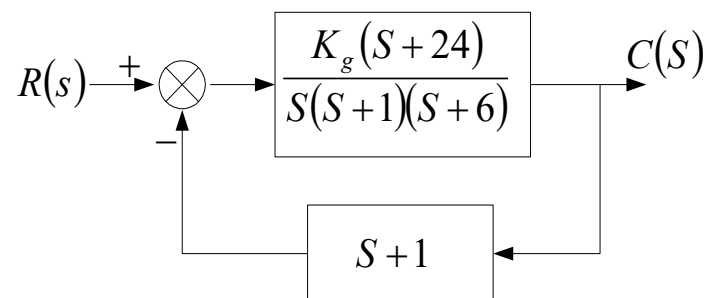 K_g(S+24)
S(S+1)(S+6)
R(s)
+
C(S)
−
S+1